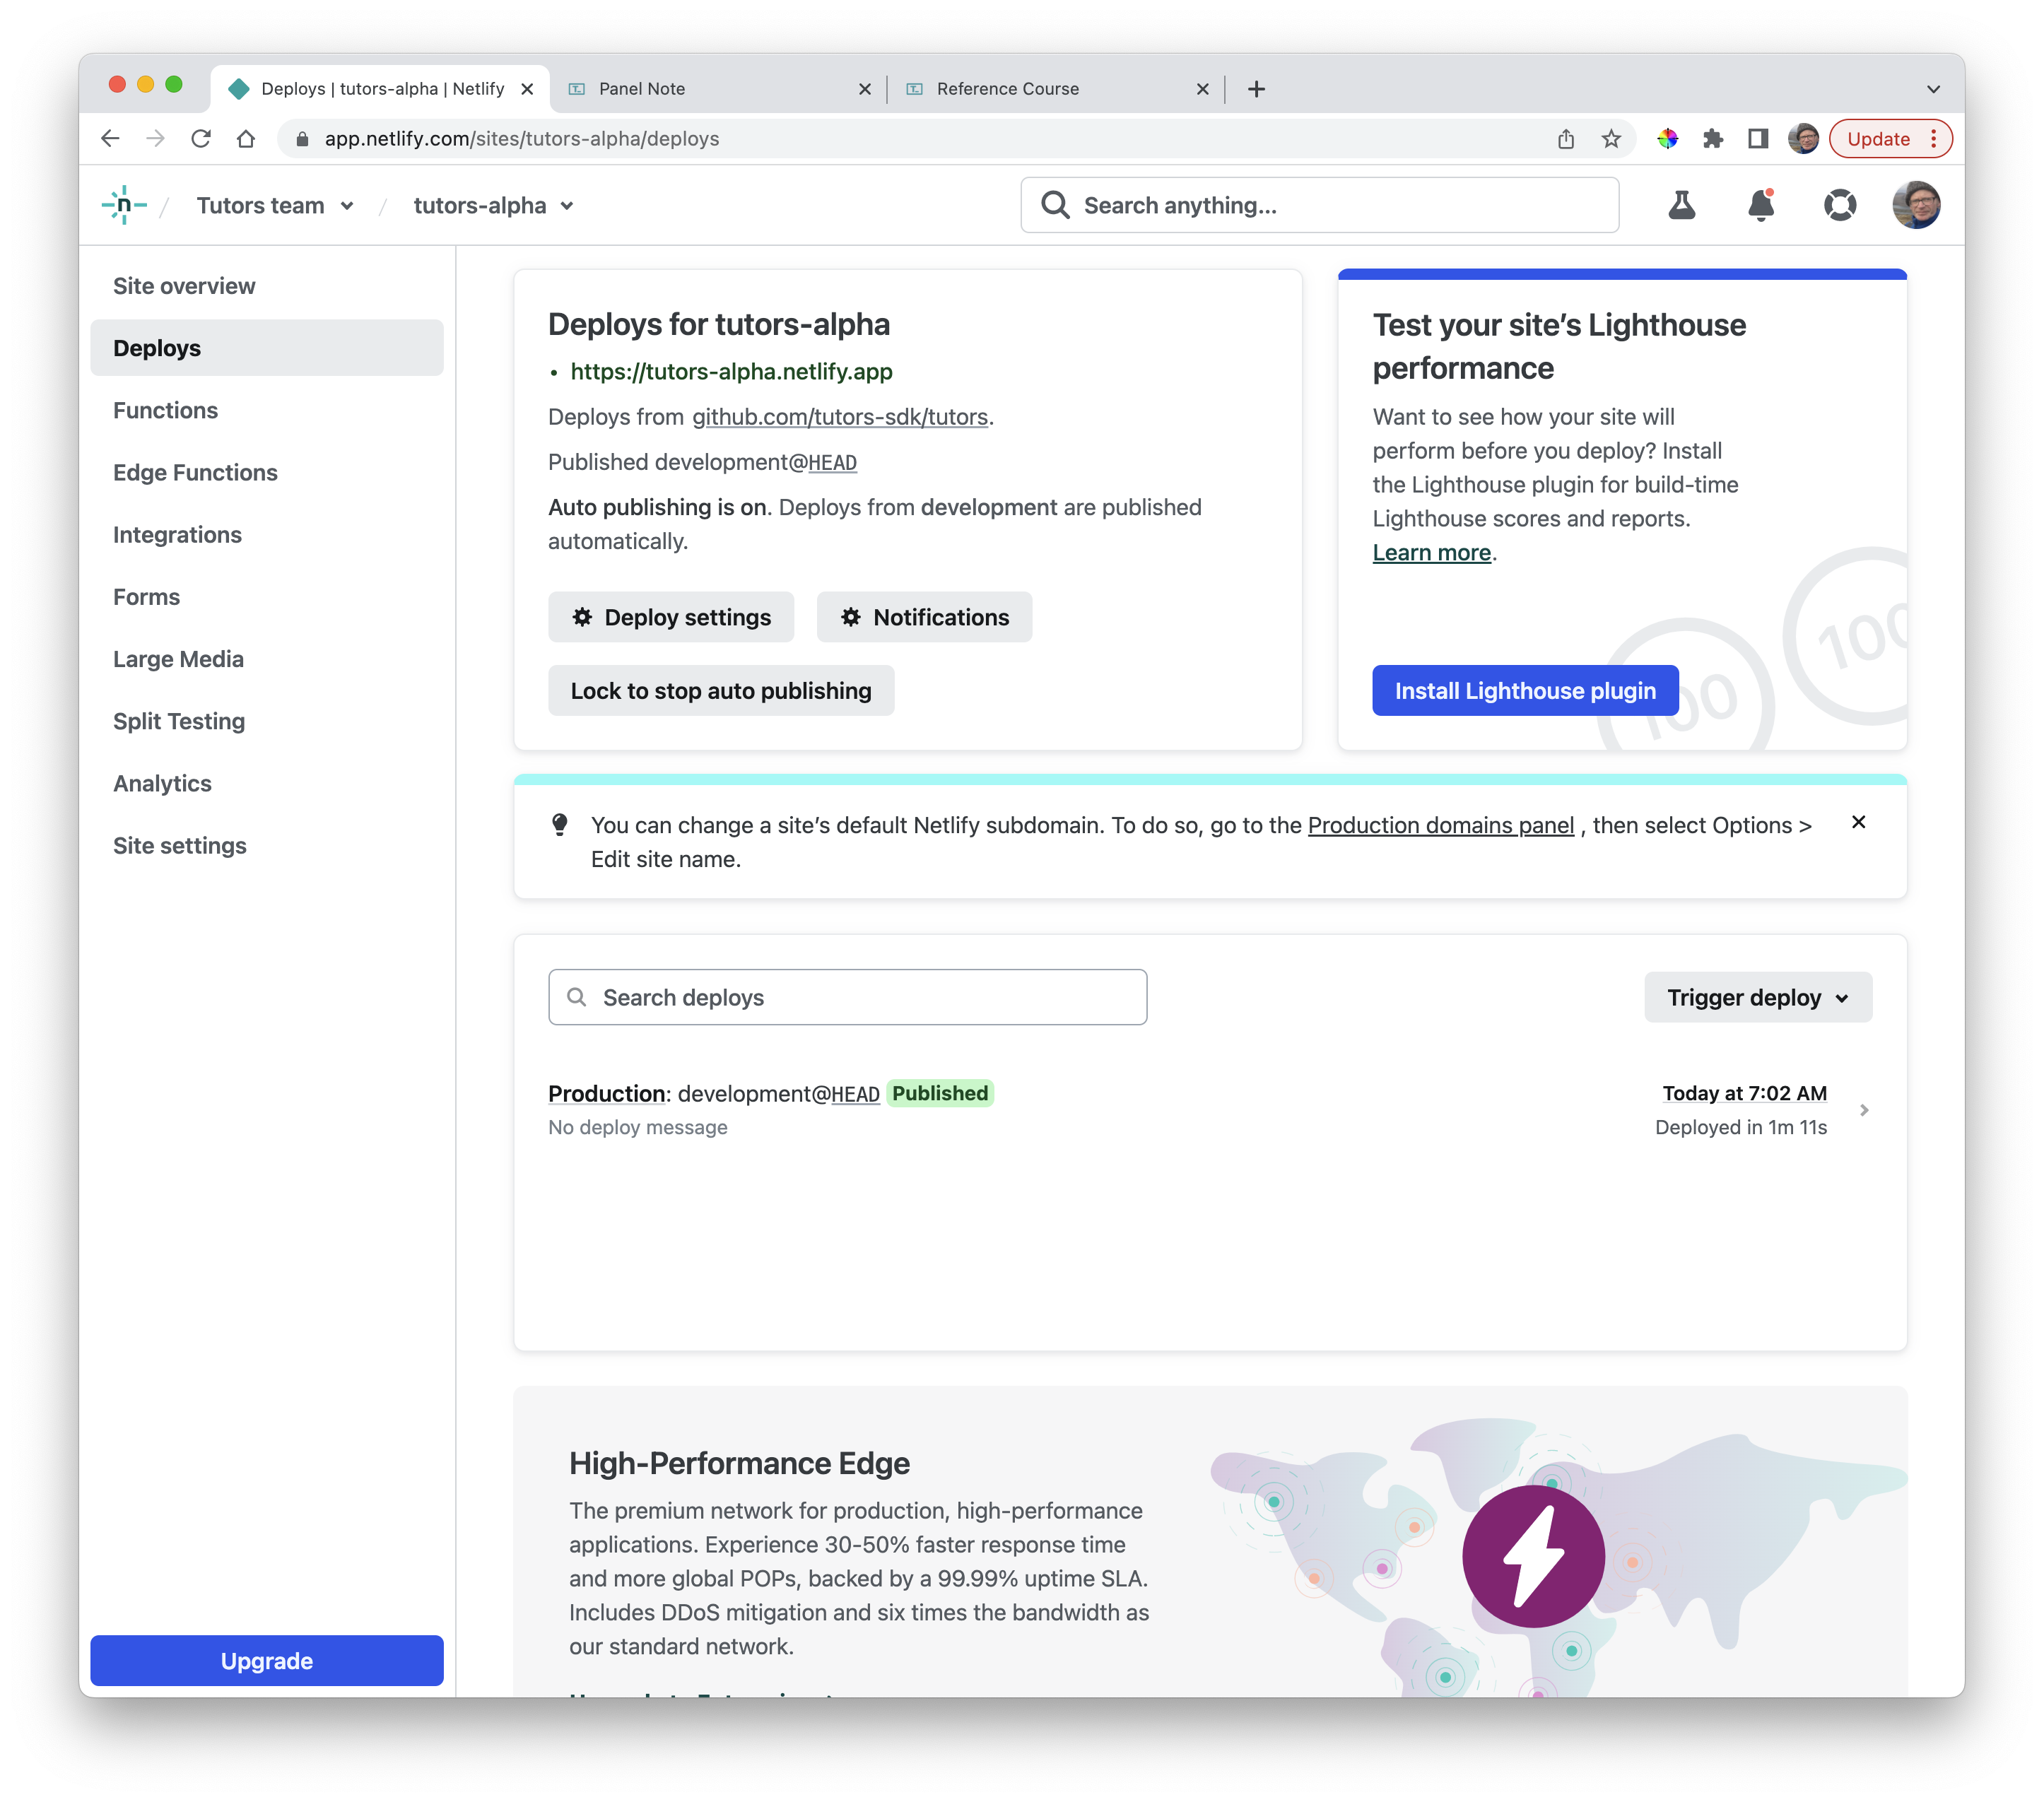 Deploys | tutors-alpha | Netlify
Panel Note
Reference Course
app.netlify.com/sites/tutors-alpha/deploys
Update
n
Tutors team
tutors-alpha
Search anything...
Site overview
Deploys
Functions
Edge Functions
Integrations
Forms
Large Media
Split Testing
Analytics
Site settings
Upgrade
Deploys for tutors-alpha
• https://tutors-alpha.netlify.app
Deploys from github.com/tutors-sdk/tutors.
Published development@HEAD
Auto publishing is on. Deploys from development are published
automatically.
Deploy settings
Notifications
Lock to stop auto publishing
Test your site’s Lighthouse
performance
Want to see how your site will
perform before you deploy? Install
the Lighthouse plugin for build-time
Lighthouse scores and reports.
Learn more.
100
100
Install Lighthouse plugin
You can change a site’s default Netlify subdomain. To do so, go to the Production domains panel , then select Options >
Edit site name.
Search deploys
Trigger deploy
Production: development@HEAD Published
Today at 7:02 AM
No deploy message
Deployed in 1m 11s
High-Performance Edge
The premium network for production, high-performance
applications. Experience 30-50% faster response time
and more global POPs, backed by a 99.99% uptime SLA.
Includes DDoS mitigation and six times the bandwidth as
our standard network.